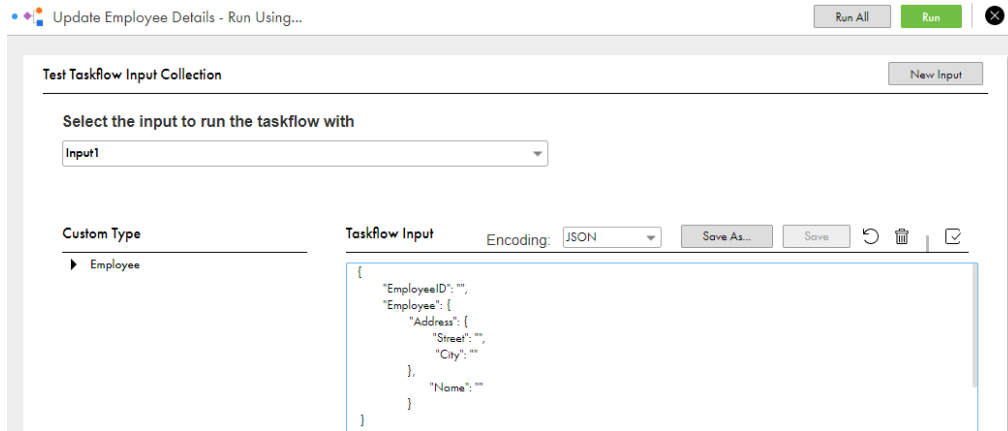 Update Employee Details - Run Using...
Run All
Run
Test Taskflow Input Collection
New Input
Select the input to run the taskflow with
Input1
Custom Type
Taskflow Input
Encoding:
JSON
Save As...
Save
Employee
{
"EmployeeID": "",
"Employee": {
"Address": {
"Street": "",
"City": ""
},
"Name": ""
}
}